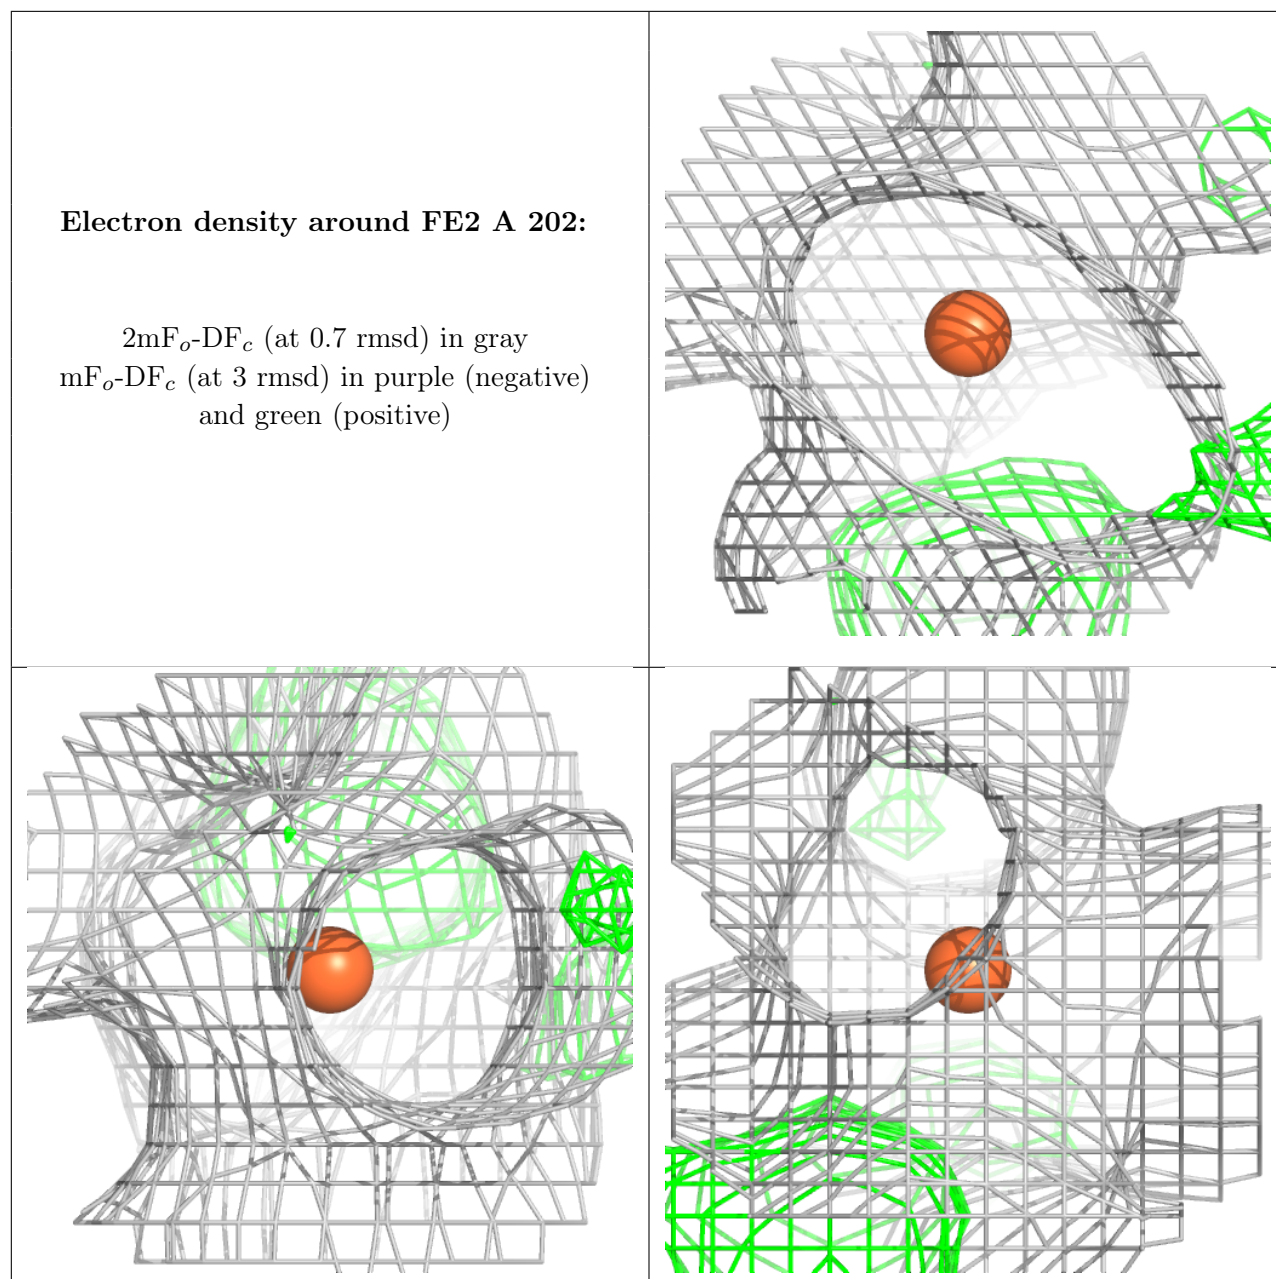 Electron density around FE2 A 202:
2mFo-DFc (at 0.7 rmsd) in gray
mFo-DFc (at 3 rmsd) in purple (negative)
and green (positive)